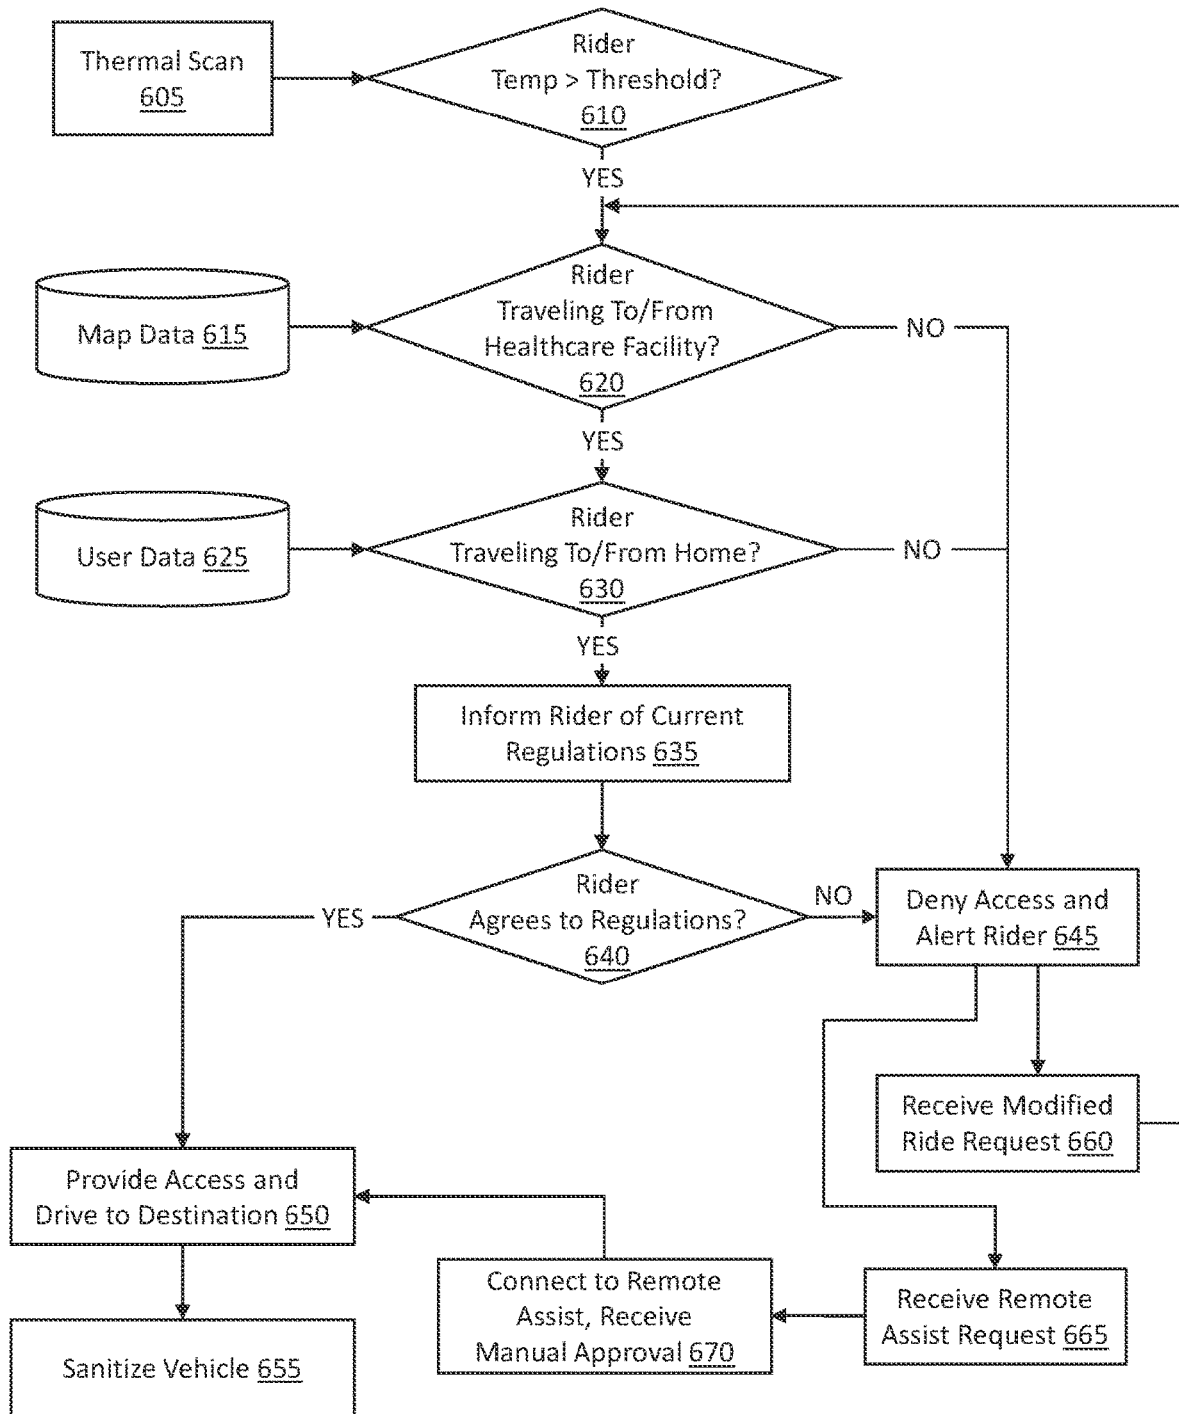 Thermal Scan
605
Rider
Temp > Threshold?
610
YES
Map Data 615
Rider
Traveling To/From
Healthcare Facility?
620
NO
YES
User Data 625
Rider
Traveling To/From Home?
630
NO
YES
Inform Rider of Current
Regulations 635
Rider
Agrees to Regulations?
640
YES
NO
Deny Access and
Alert Rider 645
Receive Modified
Ride Request 660
Provide Access and
Drive to Destination 650
Connect to Remote
Assist, Receive
Manual Approval 670
Receive Remote
Assist Request 665
Sanitize Vehicle 655